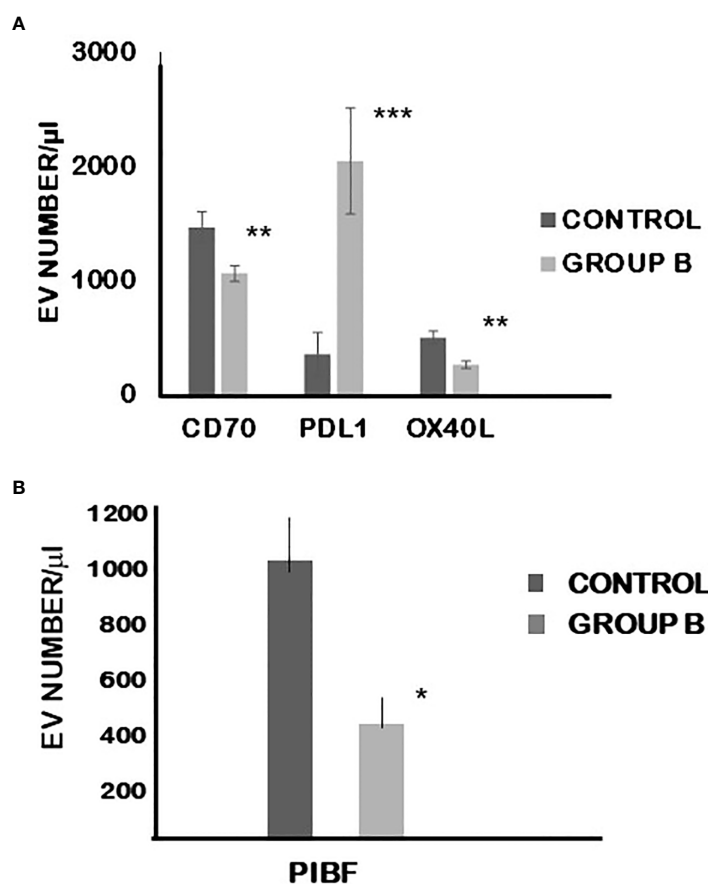 A
3000
2000
1000
0
EV NUMBER/µl
**
***
**
CONTROL
GROUP B
CD70 PDL1 OX40L
B
1200
1000
800
600
400
200
EV NUMBER/µl
*
CONTROL
GROUP B
PIBF